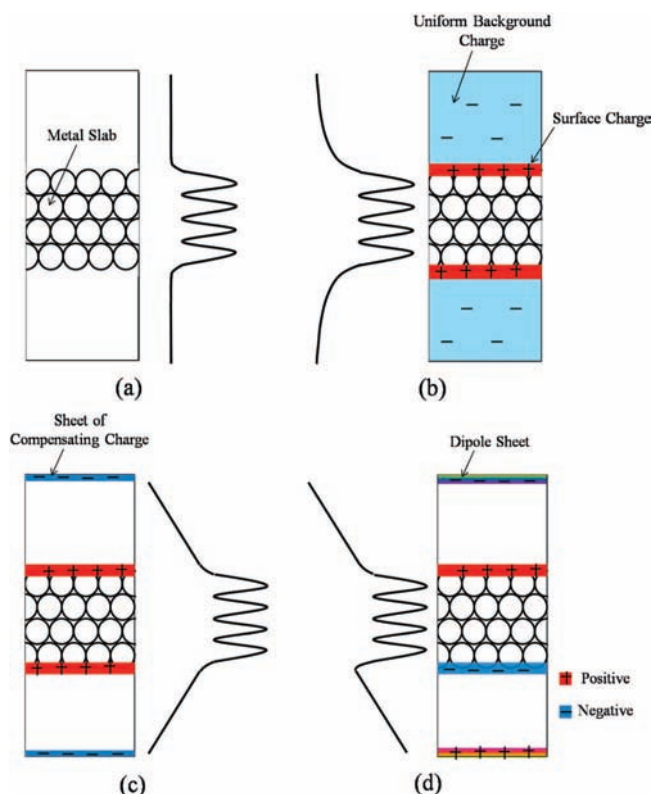 Uniform Background
Charge
Metal Slab
Surface Charge
(a)
(b)
Sheet of
Compensating Charge
Dipole Sheet
Positive
Negative
(c)
(d)